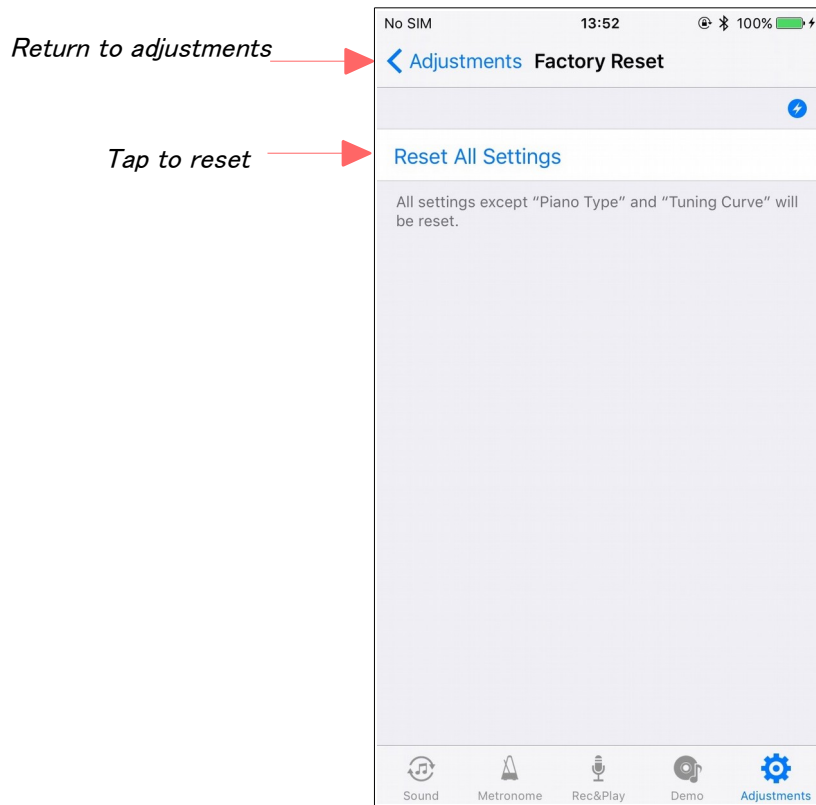 No SIM 13:52 100%
Return to adjustments
Adjustments Factory Reset
Tap to reset
Reset All Settings
All settings except “Piano Type” and “Tuning Curve” will
be reset.
Sound Metronome Rec&Play Demo Adjustments